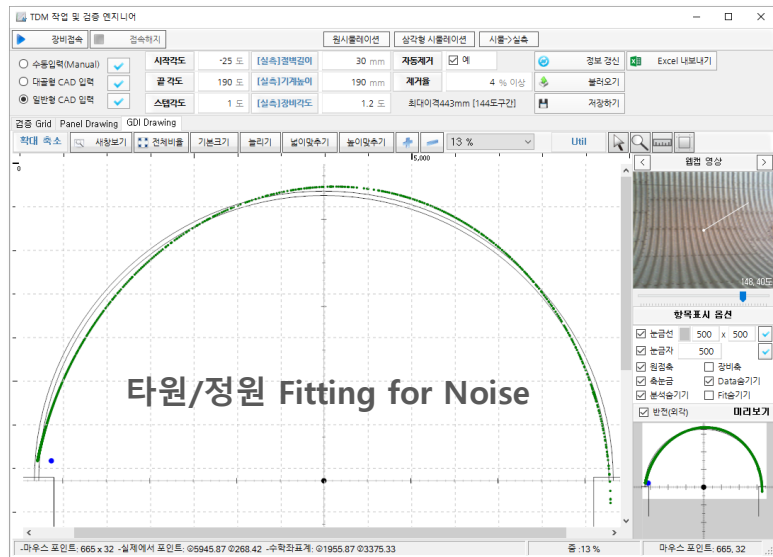 TDM 작업 및 검증 엔지니어
장비접속 접속해지 원시뮬레이션 삼각형 시뮬레이션 시뮬->실측
수동입력(Manual) 시작각도 -25 도 [실측]점벽길이 30 mm 자동제거 예 정보 갱신 Excel 내보내기
대골형 CAD 입력 끝 각도 190 도 [실측]기계높이 190 mm 제거율 4 % 이상 불러오기
일반형 CAD 입력 스텝각도 1 도 [실측]장비각도 1.2 도 최대이격443mm [144도구간] 저장하기
검증 Grid Panel Drawing GDI Drawing
확대 축소 새창보기 전체비율 기본크기 늘리기 넓이맞추기 높이맞추기 13 % Util
0 5,000
웹캠 영상
148, 40도
항목표시 옵션
눈금선 500 x 500
눈금자 500
원점축 장비축
축눈금 Data숨기기
분석숨기기 Fit숨기기
반전(외각) 미리보기
타원/정원 Fitting for Noise
-마우스 포인트: 665 x 32 -실제에서 포인트: ①5945.87 ②268.42 -수학좌표계: ①1955.87 ②3375.33 줌 :13 % 마우스 포인트: 665, 32